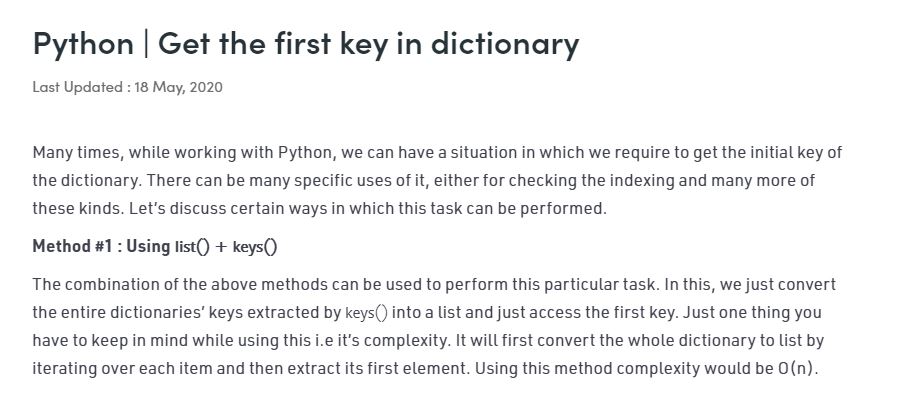 Python | Get the first key in dictionary
Last Updated : 18 May, 2020
Many times, while working with Python, we can have a situation in which we require to get the initial key of
the dictionary. There can be many specific uses of it, either for checking the indexing and many more of
these kinds. Let's discuss certain ways in which this task can be performed.
Method #1 : Using list() + keys()
The combination of the above methods can be used to perform this particular task. In this, we just convert
the entire dictionaries' keys extracted by keys() into a list and just access the first key. Just one thing you
have to keep in mind while using this i.e it's complexity. It will first convert the whole dictionary to list by
iterating over each item and then extract its first element. Using this method complexity would be O(n).